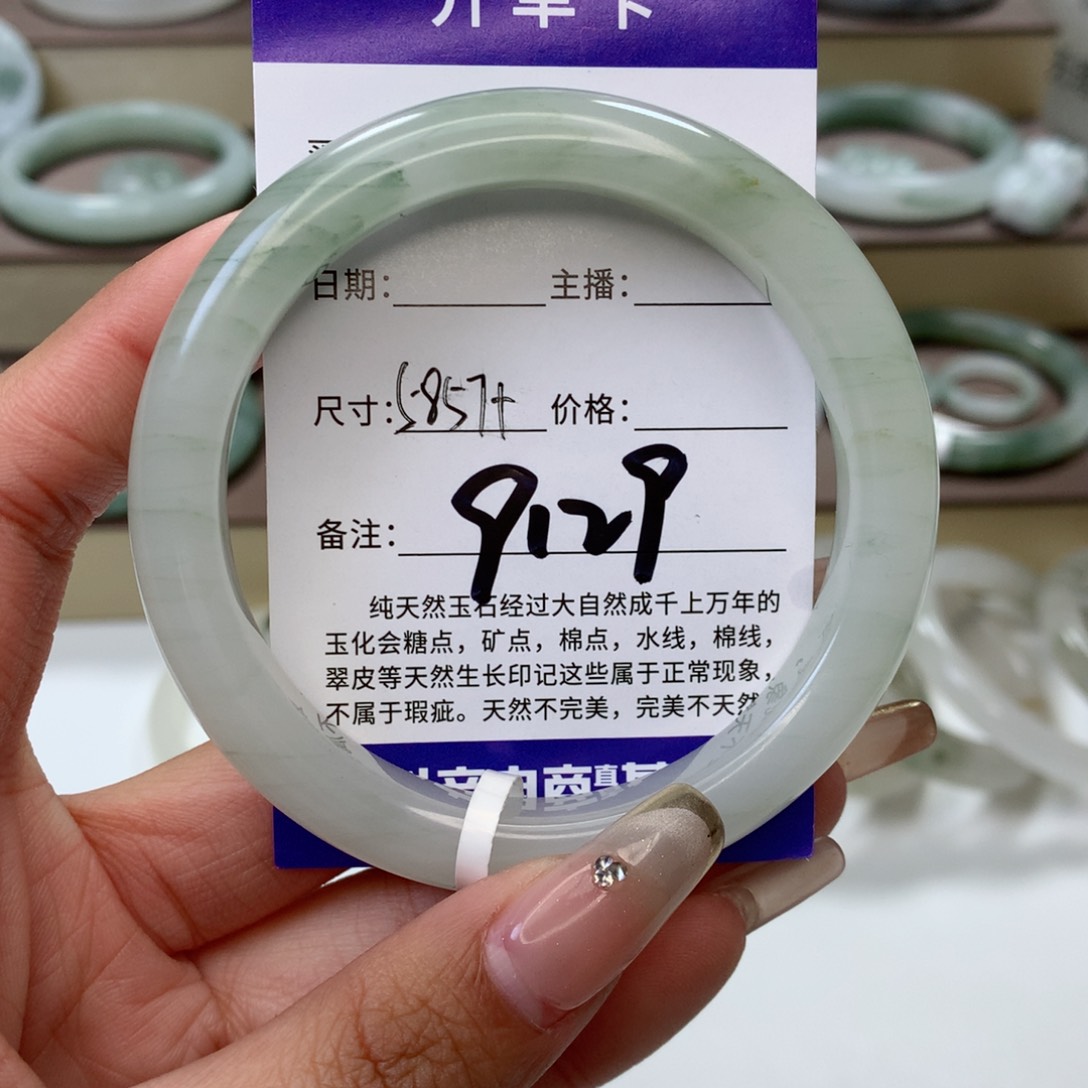 日期： 主播：
尺寸：5857+ 价格：
9129
备注：
纯天然玉石经过大自然成千上万年的
玉化会糖点，矿点，棉点，水线，棉线，
翠皮等天然生长印记这些属于正常现象，
不属于瑕疵。天然不完美，完美不天然